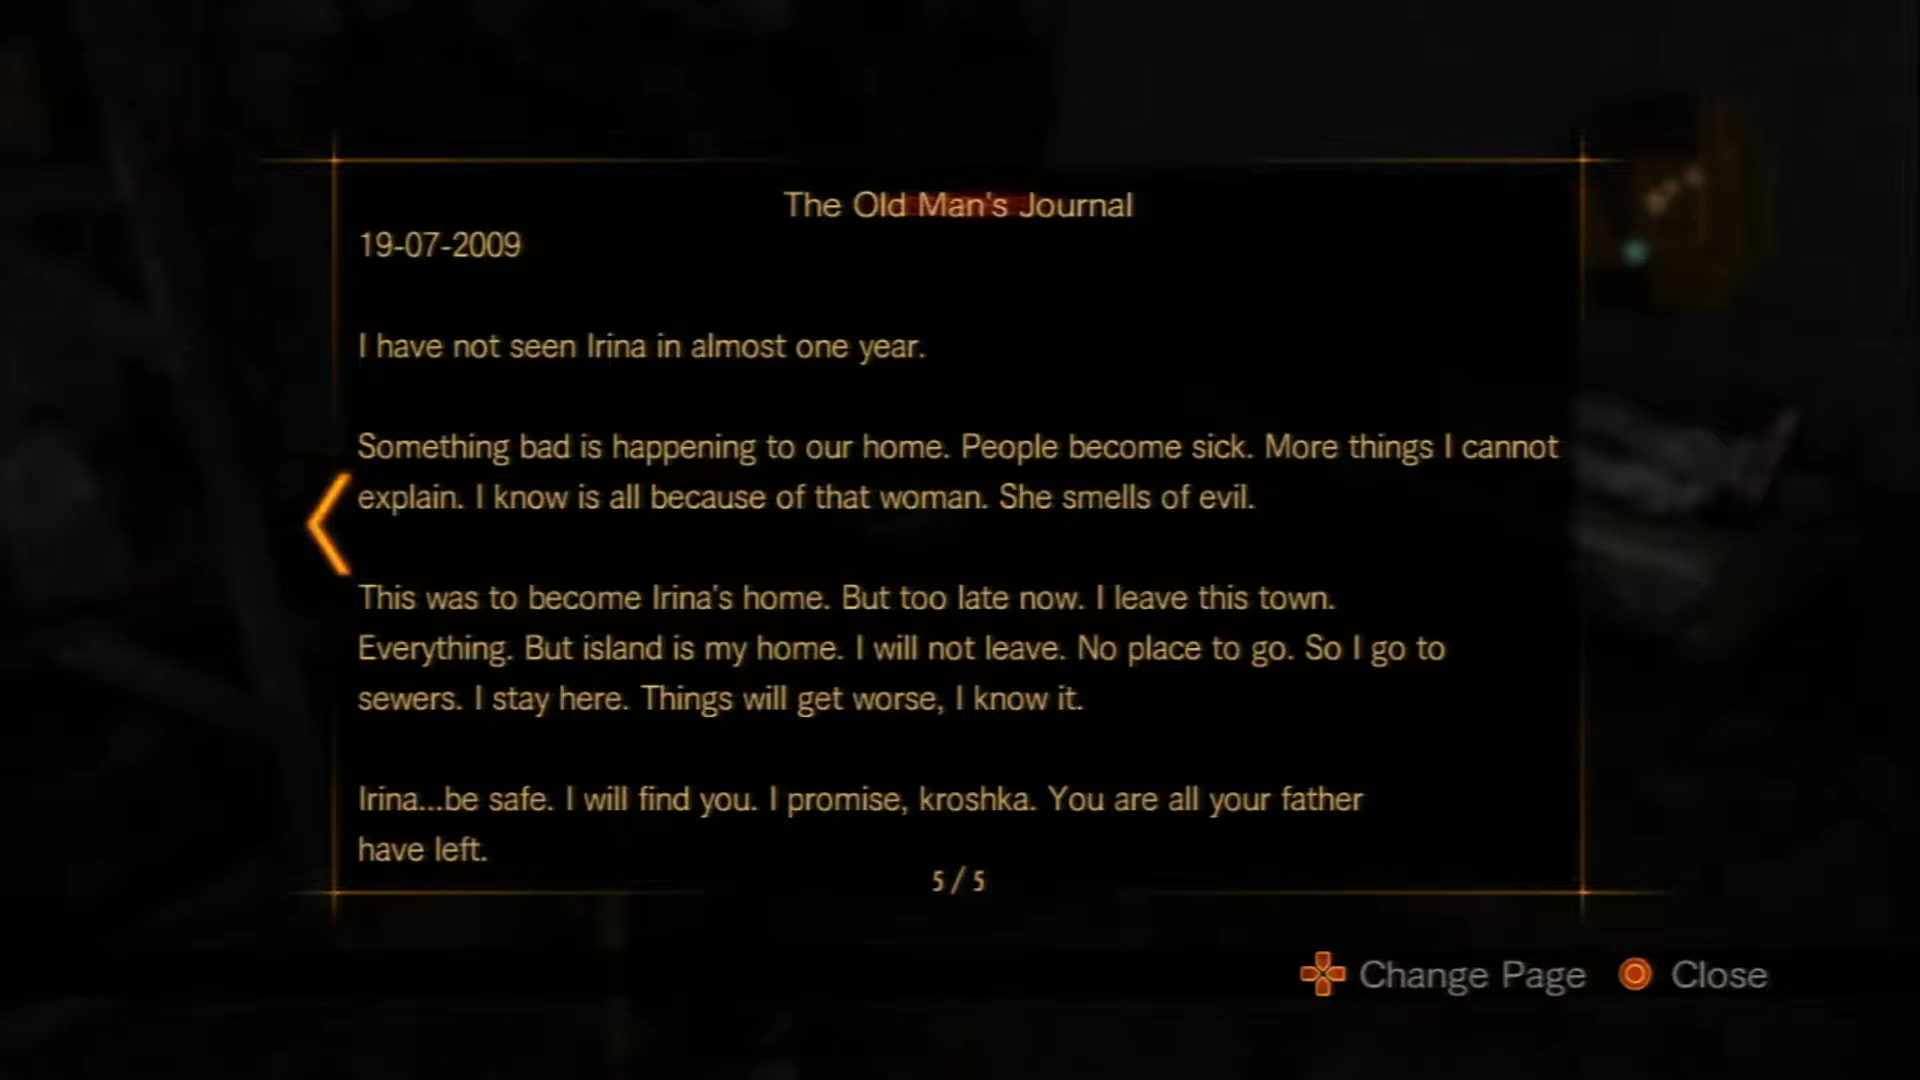 The Old Man's Journal
19-07-2009
I have not seen Irina in almost one year.
Something bad is happening to our home. People become sick. More things I cannot
explain. I know is all because of that woman. She smells of evil.
This was to become Irina's home. But too late now. I leave this town.
Everything. But island is my home. I will not leave. No place to go. So I go to
sewers. I stay here. Things will get worse, I know it.
Irina...be safe. I will find you. I promise, kroshka. You are all your father
have left.
5 / 5
Change Page Close